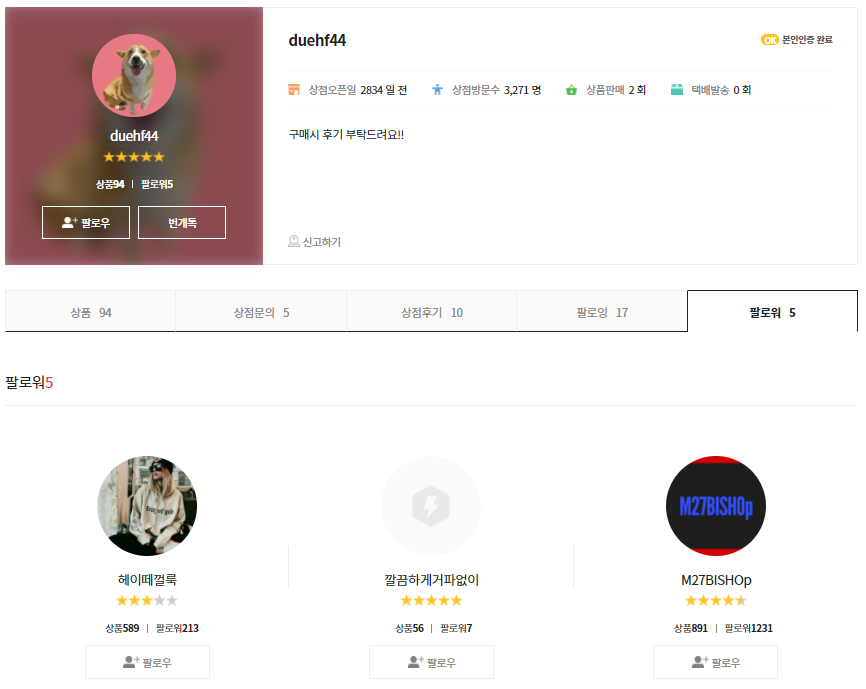 duehf44
OK 본인인증 완료
상점오픈일 2834 일 전 상점방문수 3,271 명 상품판매 2 회 택배발송 0 회
구매시 후기 부탁드려요!!
신고하기
duehf44
상품94 | 팔로워5
팔로우 번개톡
상품 94 상점문의 5 상점후기 10 팔로잉 17 팔로워 5
팔로워5
M27BISHOp
헤이떼껄룩 깔끔하게거파없이 M27BISHOp
상품589 | 팔로워213 상품56 | 팔로워7 상품891 | 팔로워1231
팔로우 팔로우 팔로우